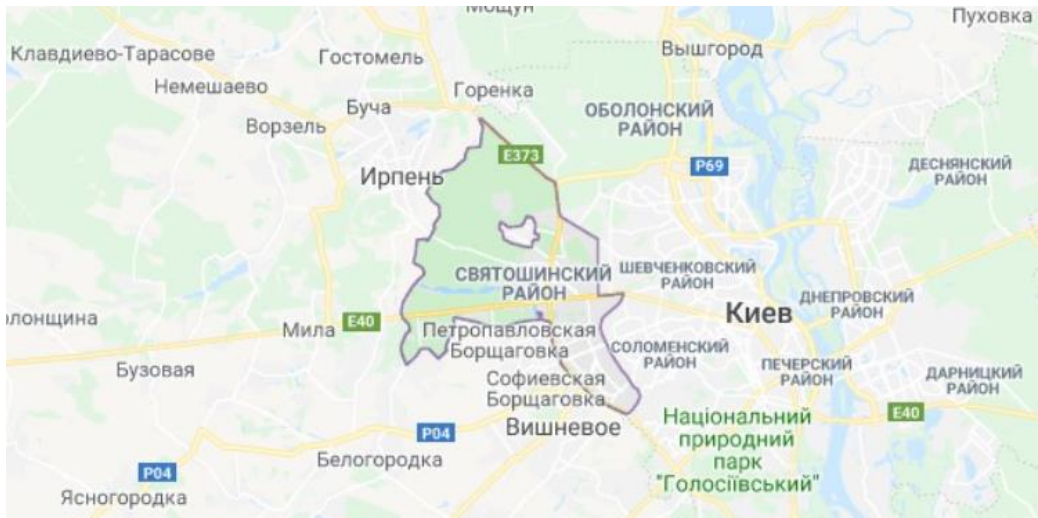 Мощун
Пуховка
Клавдиево-Тарасове
Гостомель
Вышгород
Немешаево
Горенка
Буча
ОБОЛОНСКИЙ
РАЙОН
Ворзель
E373
P69
ДЕСНЯНСКИЙ
РАЙОН
Ирпень
СВЯТОШИНСКИЙ
РАЙОН
ШЕВЧЕНКОВСКИЙ
РАЙОН
ДНЕПРОВСКИЙ
РАЙОН
Киев
олонщина
Мила
E40
Петропавловская
Борщаговка
СОЛОМЕНСКИЙ
РАЙОН
ПЕЧЕРСКИЙ
РАЙОН
Бузовая
ДАРНИЦКИЙ
РАЙОН
Софиевская
Борщаговка
E40
Вишневое
Національний
природний
парк
"Голосіївський"
P04
Белогородка
P04
Ясногородка